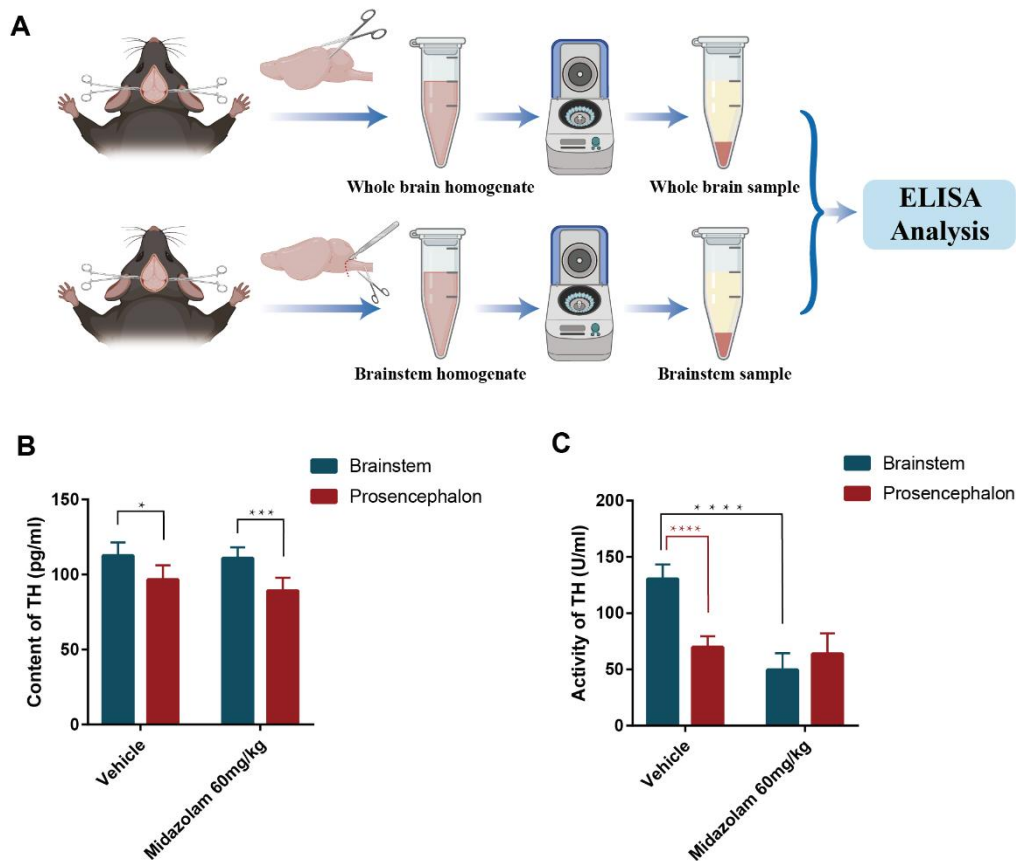 A
Whole brain homogenate
Whole brain sample
ELISA
Analysis
Brainstem homogenate
Brainstem sample
B
Brainstem
Prosencephalon
Content of TH (pg/ml)
150
100
50
0
*
***
Vehicle
Midazolam 60mg/kg
C
Brainstem
Prosencephalon
Activity of TH (U/ml)
200
150
100
50
0
* * * *
****
Vehicle
Midazolam 60mg/kg